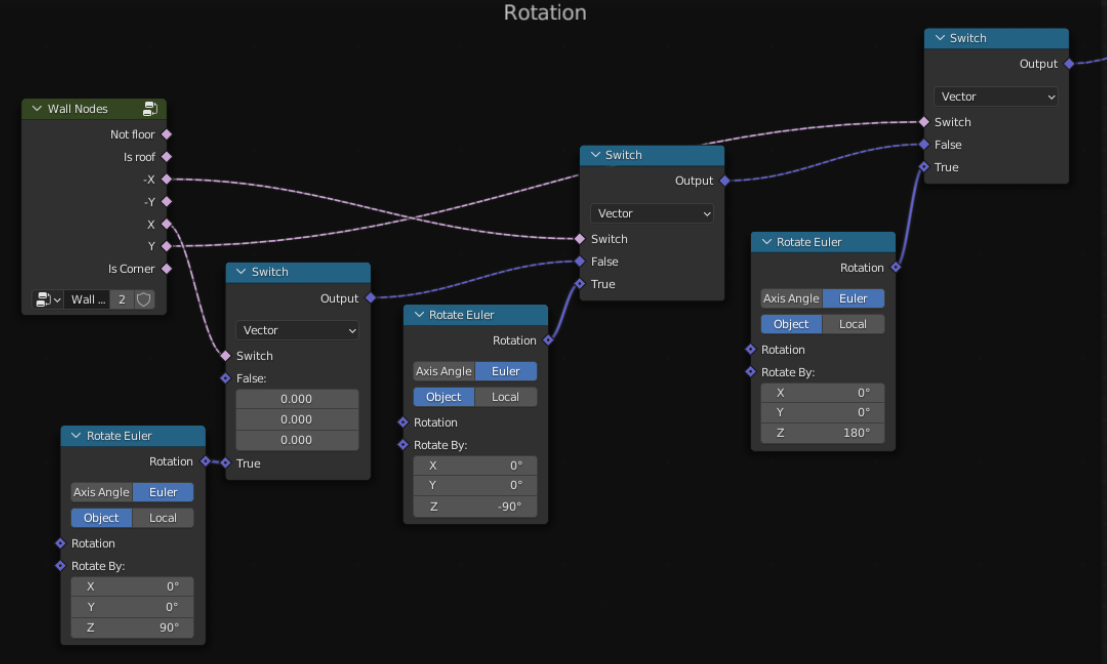 Rotation
Wall Nodes
Not floor
Is roof
-X
-Y
X
Y
Is Corner
Wall ... 2
Rotate Euler
Rotation
Axis Angle Euler
Object Local
Rotation
Rotate By:
X 0°
Y 0°
Z 90°
Switch
Output
Vector
Switch
False:
0.000
0.000
0.000
True
Rotate Euler
Rotation
Axis Angle Euler
Object Local
Rotation
Rotate By:
X 0°
Y 0°
Z -90°
Switch
Output
Vector
Switch
False
True
Rotate Euler
Rotation
Axis Angle Euler
Object Local
Rotation
Rotate By:
X 0°
Y 0°
Z 180°
Switch
Output
Vector
Switch
False
True